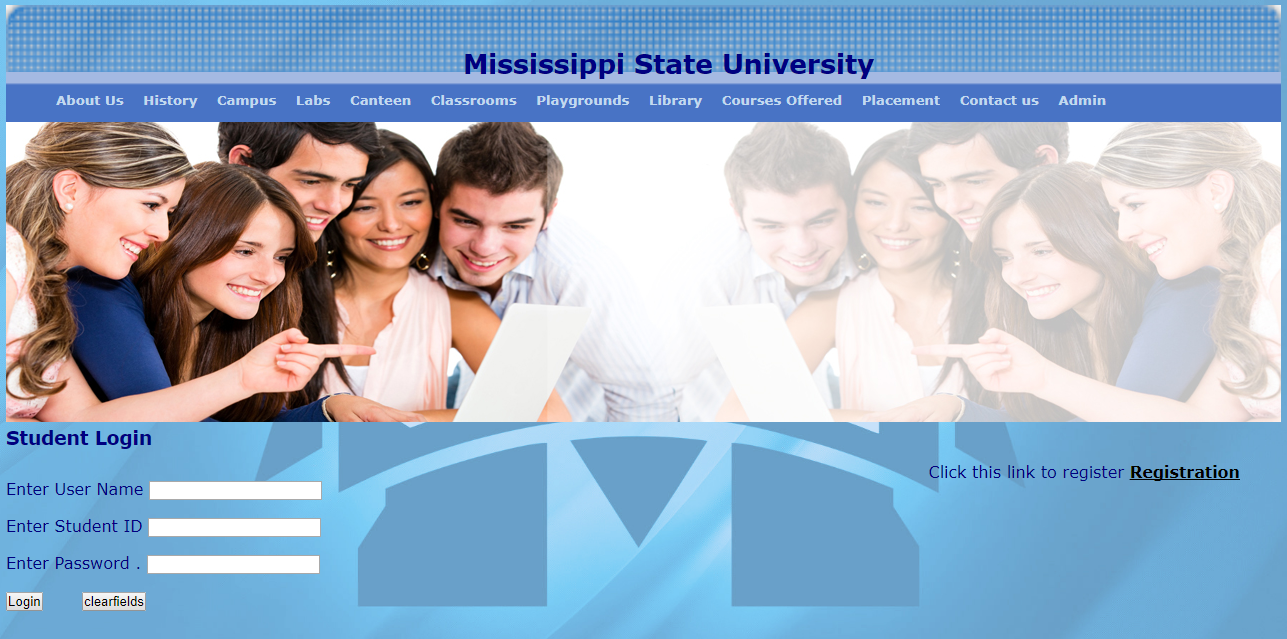 Mississippi State University
About Us History Campus Labs Canteen Classrooms Playgrounds Library Courses Offered Placement Contact us Admin
Student Login
Click this link to register Registration
Enter User Name
Enter Student ID
Enter Password .
Login clearfields